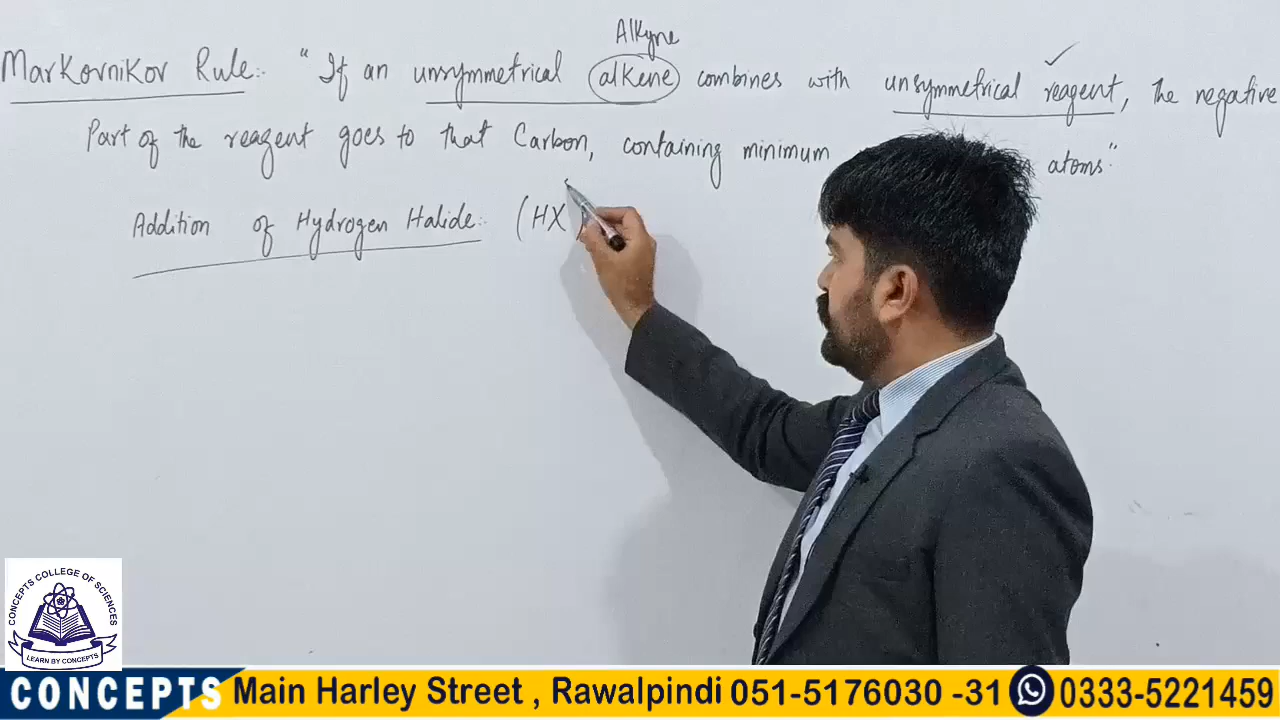 Alkyne
MarKovniKov Rule:- "If an unsymmetrical alkene combines with unsymmetrical reagent, the negative
Part of the reagent goes to that Carbon, containing minimum atoms"
Addition of Hydrogen Halide:- (HX)
CONCEPTS COLLEGE OF SCIENCES
LEARN BY CONCEPTS
CONCEPTS Main Harley Street , Rawalpindi 051-5176030 -31 0333-5221459